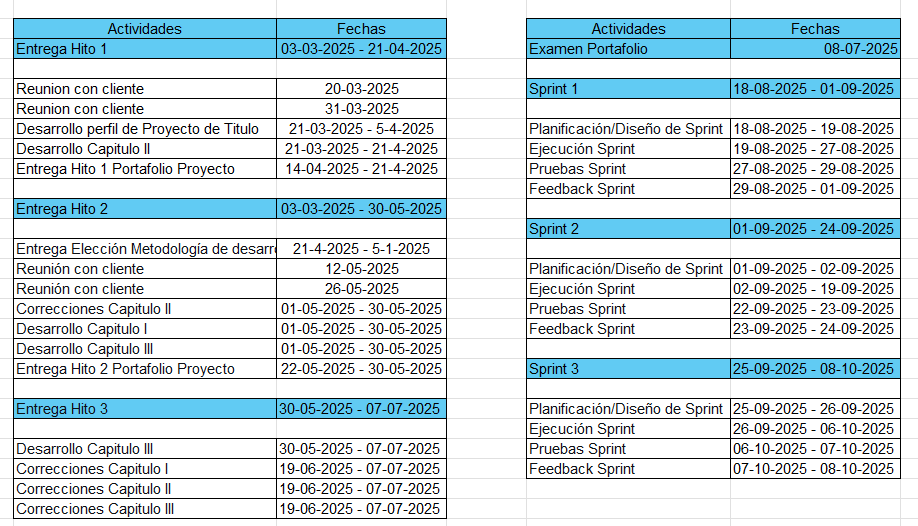 Actividades Fechas
Entrega Hito 1 03-03-2025 - 21-04-2025
Reunion con cliente 20-03-2025
Reunion con cliente 31-03-2025
Desarrollo perfil de Proyecto de Titulo 21-03-2025 - 5-4-2025
Desarrollo Capitulo II 21-03-2025 - 21-4-2025
Entrega Hito 1 Portafolio Proyecto 14-04-2025 - 21-4-2025
Entrega Hito 2 03-03-2025 - 30-05-2025
Entrega Elección Metodología de desarr 21-4-2025 - 5-1-2025
Reunión con cliente 12-05-2025
Reunión con cliente 26-05-2025
Correcciones Capitulo II 01-05-2025 - 30-05-2025
Desarrollo Capitulo I 01-05-2025 - 30-05-2025
Desarrollo Capitulo III 01-05-2025 - 30-05-2025
Entrega Hito 2 Portafolio Proyecto 22-05-2025 - 30-05-2025
Entrega Hito 3 30-05-2025 - 07-07-2025
Desarrollo Capitulo III 30-05-2025 - 07-07-2025
Correcciones Capitulo I 19-06-2025 - 07-07-2025
Correcciones Capitulo II 19-06-2025 - 07-07-2025
Correcciones Capitulo III 19-06-2025 - 07-07-2025
Actividades Fechas
Examen Portafolio 08-07-2025
Sprint 1 18-08-2025 - 01-09-2025
Planificación/Diseño de Sprint 18-08-2025 - 19-08-2025
Ejecución Sprint 19-08-2025 - 27-08-2025
Pruebas Sprint 27-08-2025 - 29-08-2025
Feedback Sprint 29-08-2025 - 01-09-2025
Sprint 2 01-09-2025 - 24-09-2025
Planificación/Diseño de Sprint 01-09-2025 - 02-09-2025
Ejecución Sprint 02-09-2025 - 19-09-2025
Pruebas Sprint 22-09-2025 - 23-09-2025
Feedback Sprint 23-09-2025 - 24-09-2025
Sprint 3 25-09-2025 - 08-10-2025
Planificación/Diseño de Sprint 25-09-2025 - 26-09-2025
Ejecución Sprint 26-09-2025 - 06-10-2025
Pruebas Sprint 06-10-2025 - 07-10-2025
Feedback Sprint 07-10-2025 - 08-10-2025